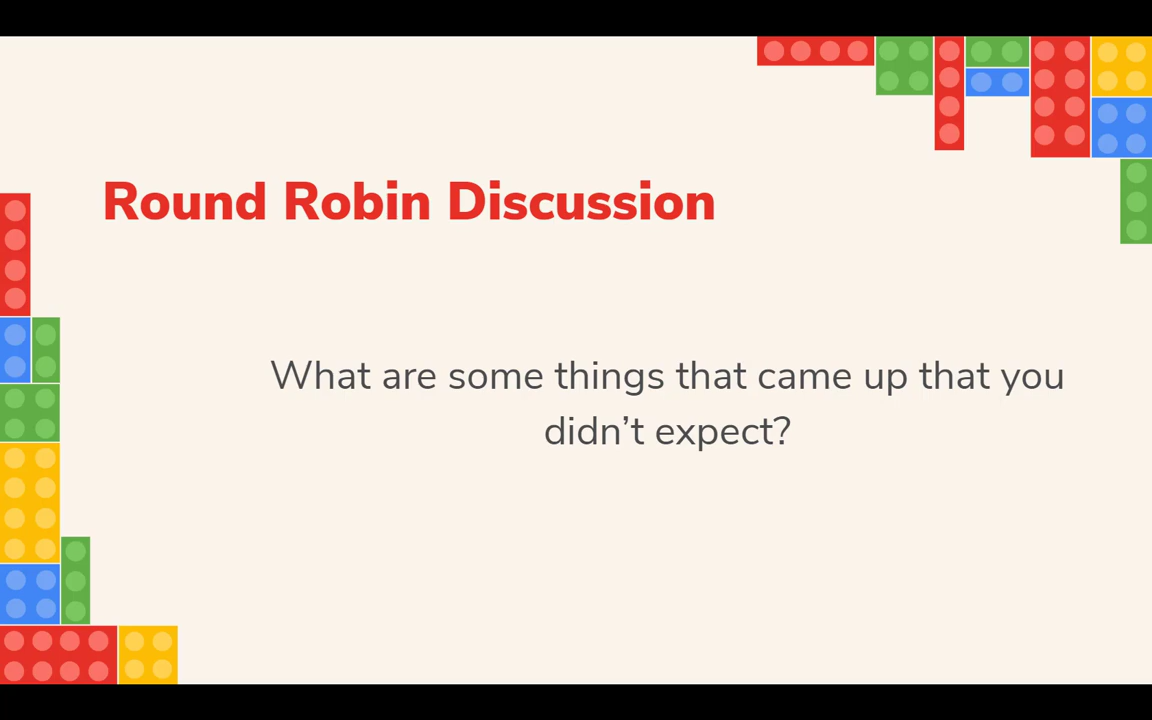 Round Robin Discussion
What are some things that came up that you
didn’t expect?